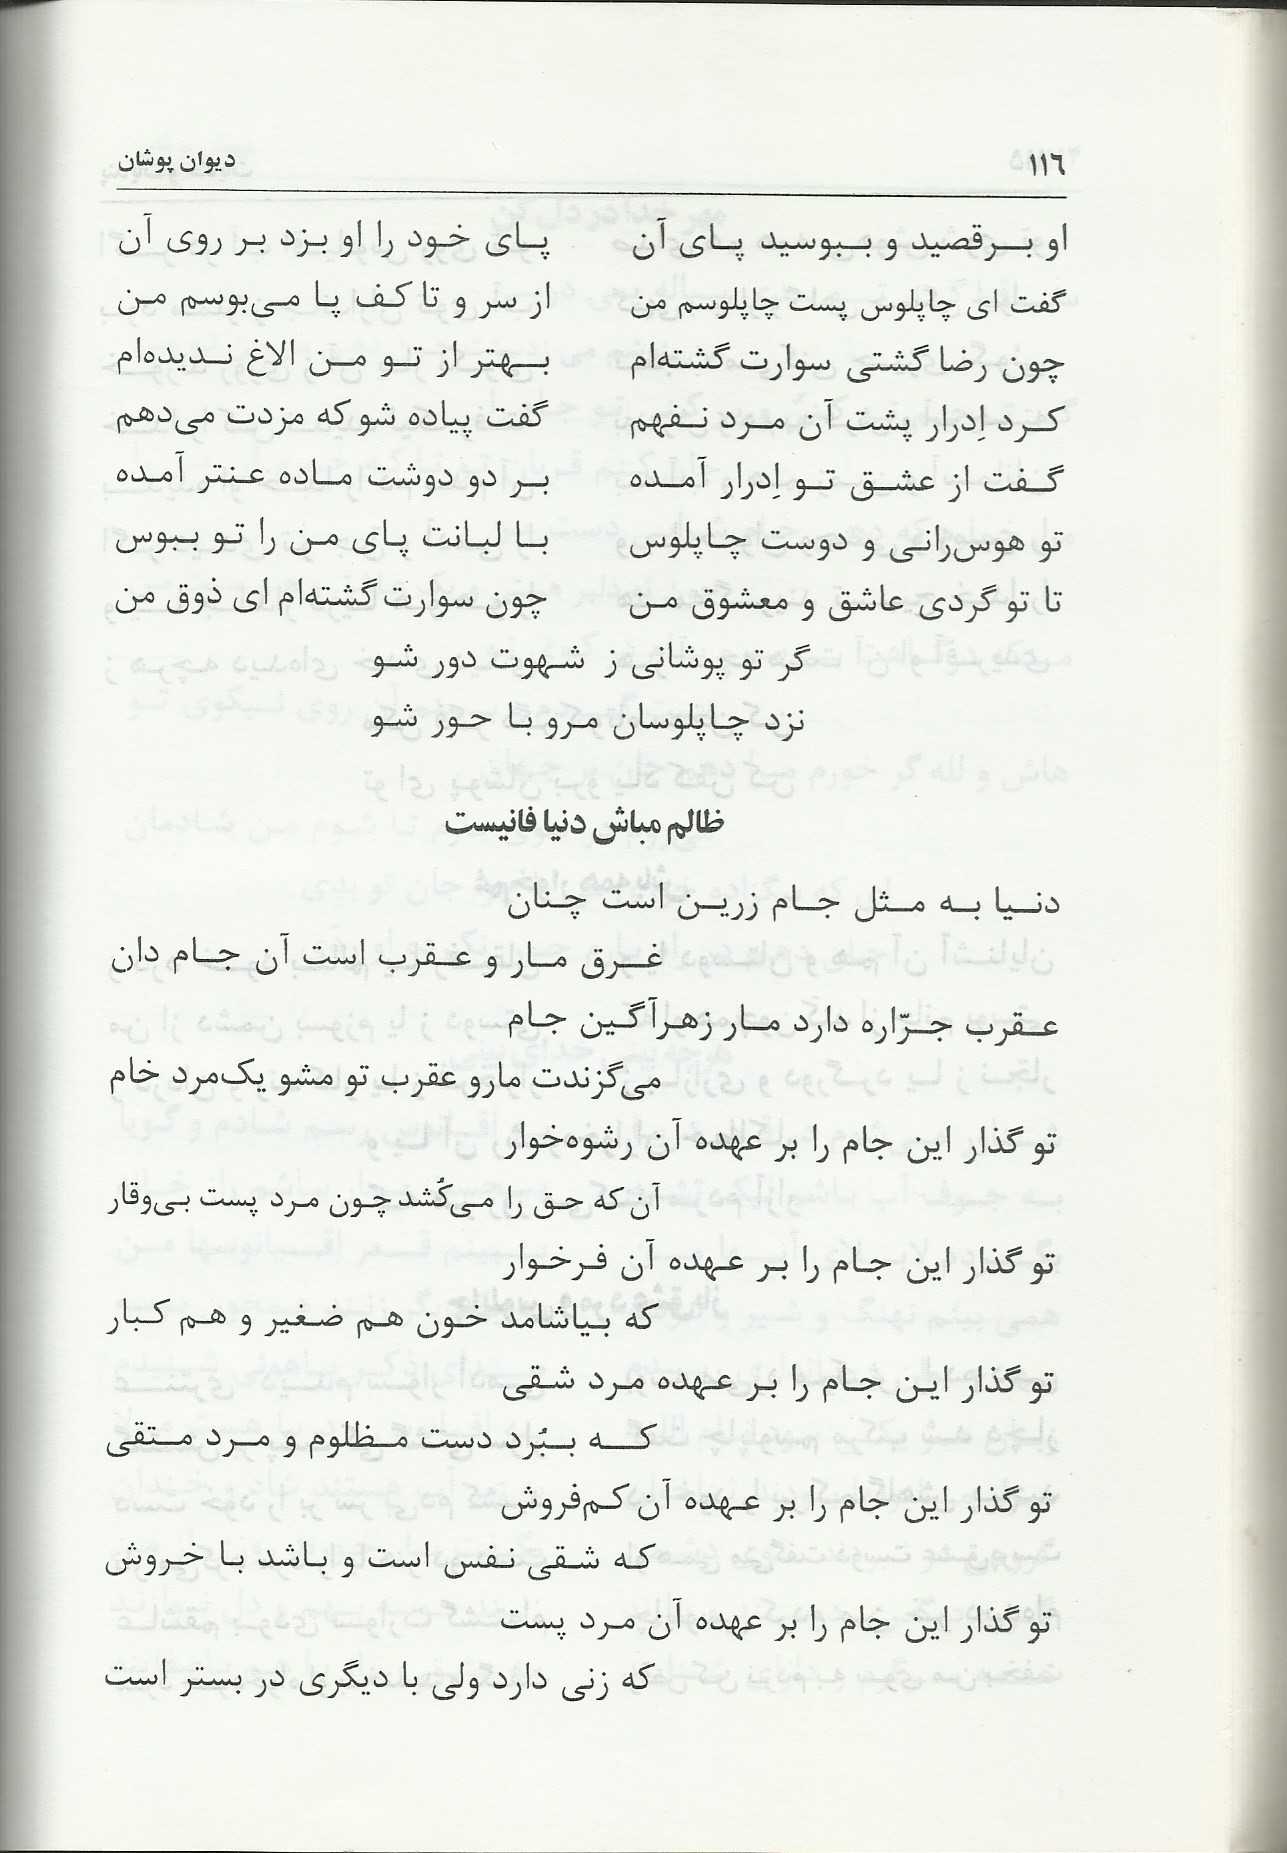 ۱۱۶ دیوان پوشان
او برقصید و ببوسید پای آن پای خود را او بزد بر روی آن
گفت ای چاپلوس پست چاپلوسم من از سر و تا کف پا می‌بوسم من
چون رضا گشتی سوارت گشته‌ام بهتر از تو من الاغ ندیده‌ام
کرد اِدرار پشت آن مرد نفهم گفت پیاده شو که مزدت می‌دهم
گفت از عشق تو اِدرار آمده بر دو دوشت ماده عنتر آمده
تو هوس‌رانی و دوست چاپلوس با لبانت پای من را تو ببوس
تا تو گردی عاشق و معشوق من چون سوارت گشته‌ام ای ذوق من
گر تو پوشانی ز شهوت دور شو
نزد چاپلوسان مرو با حور شو
ظالم مباش دنیا فانیست
دنیا به مثل جام زرین است چنان
غرق مار و عقرب است آن جام دان
عقرب جرّاره دارد مار زهرآگین جام
می‌گزندت مارو عقرب تو مشو یک‌مرد خام
تو گذار این جام را بر عهده آن رشوه‌خوار
آن که حق را می‌کُشد چون مرد پست بی‌وقار
تو گذار این جام را بر عهده آن فرخوار
که بیاشامد خون هم ضغیر و هم کبار
تو گذار این جام را بر عهده مرد شقی
که ببُرد دست مظلوم و مرد متقی
تو گذار این جام را بر عهده آن کم‌فروش
که شقی نفس است و باشد با خروش
تو گذار این جام را بر عهده آن مرد پست
که زنی دارد ولی با دیگری در بستر است